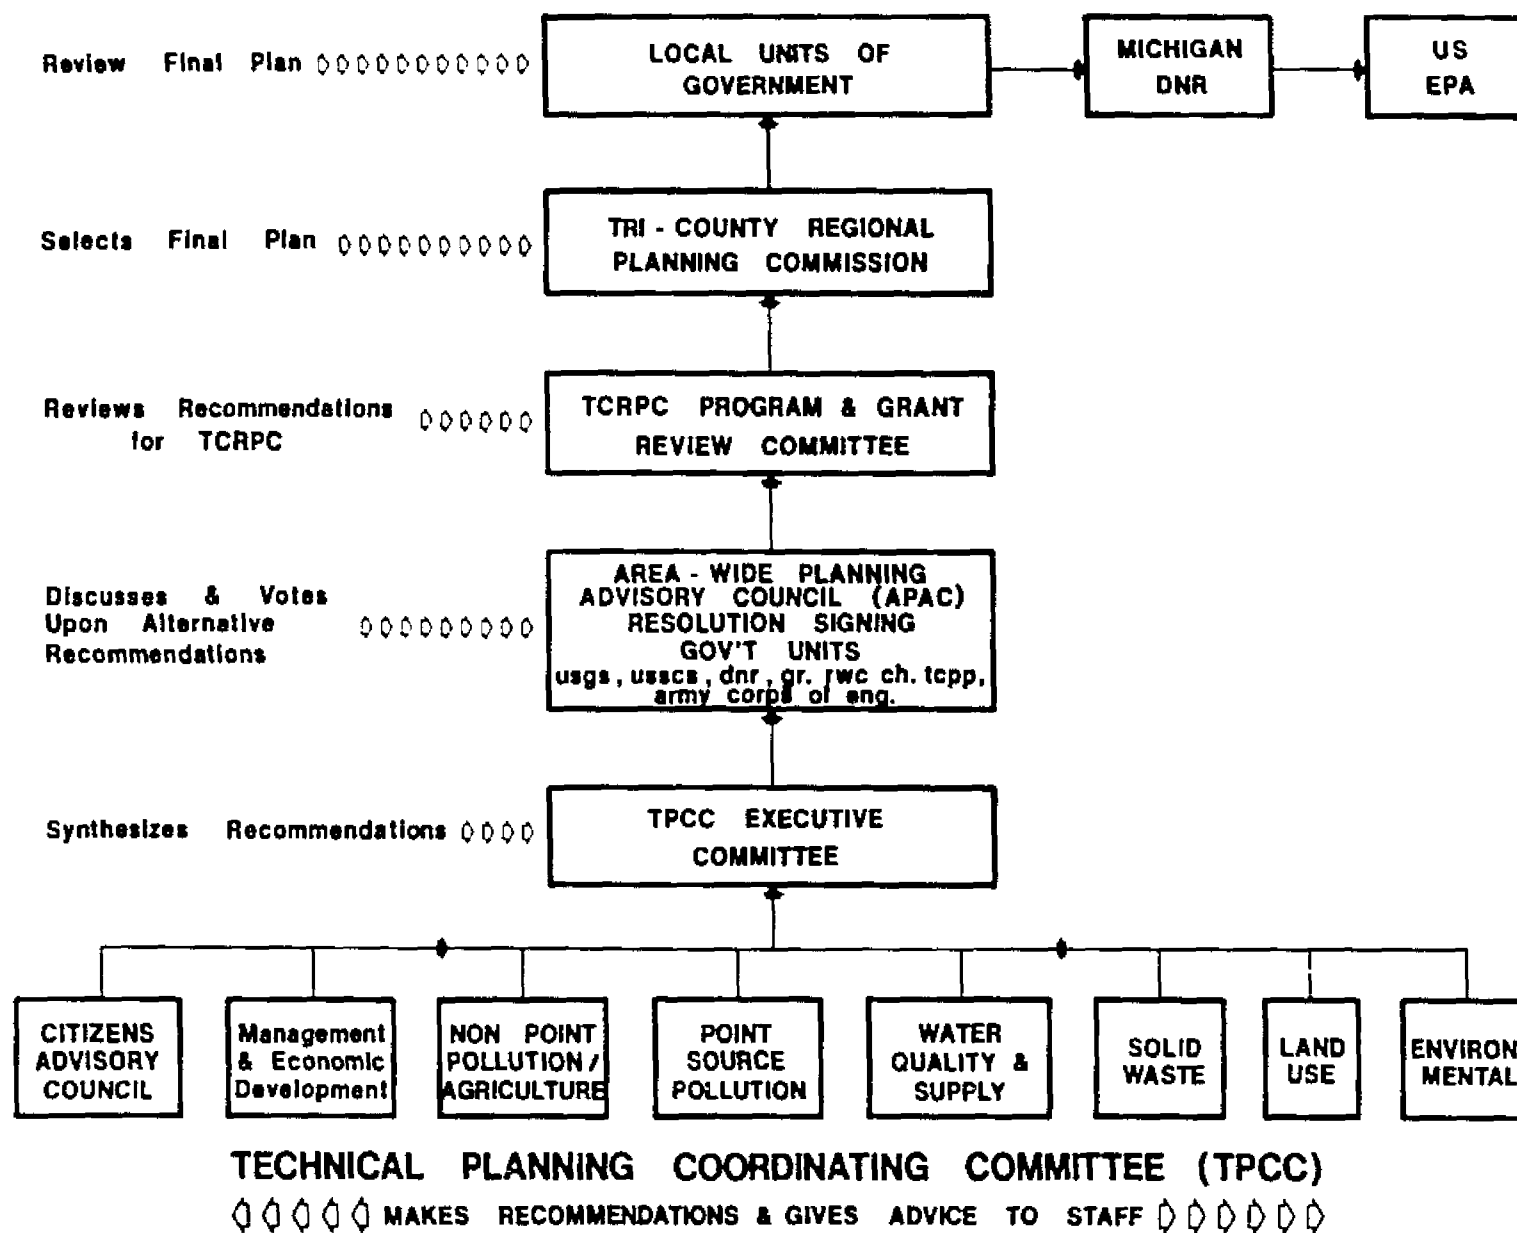 Review Final Plan
LOCAL UNITS OF
GOVERNMENT
MICHIGAN
DNR
US
EPA
Selects Final Plan
TRI - COUNTY REGIONAL
PLANNING COMMISSION
Reviews Recommendations
for TCRPC
TCRPC PROGRAM & GRANT
REVIEW COMMITTEE
Discusses & Votes
Upon Alternative
Recommendations
AREA - WIDE PLANNING
ADVISORY COUNCIL (APAC)
RESOLUTION SIGNING
GOV'T UNITS
usgs, usscs, dnr, gr. rwc ch. tcpp,
army corps of eng.
Synthesizes Recommendations
TPCC EXECUTIVE
COMMITTEE
CITIZENS
ADVISORY
COUNCIL
Management
& Economic
Development
NON POINT
POLLUTION /
AGRICULTURE
POINT
SOURCE
POLLUTION
WATER
QUALITY &
SUPPLY
SOLID
WASTE
LAND
USE
ENVIRON
MENTAL
TECHNICAL PLANNING COORDINATING COMMITTEE (TPCC)
MAKES RECOMMENDATIONS & GIVES ADVICE TO STAFF